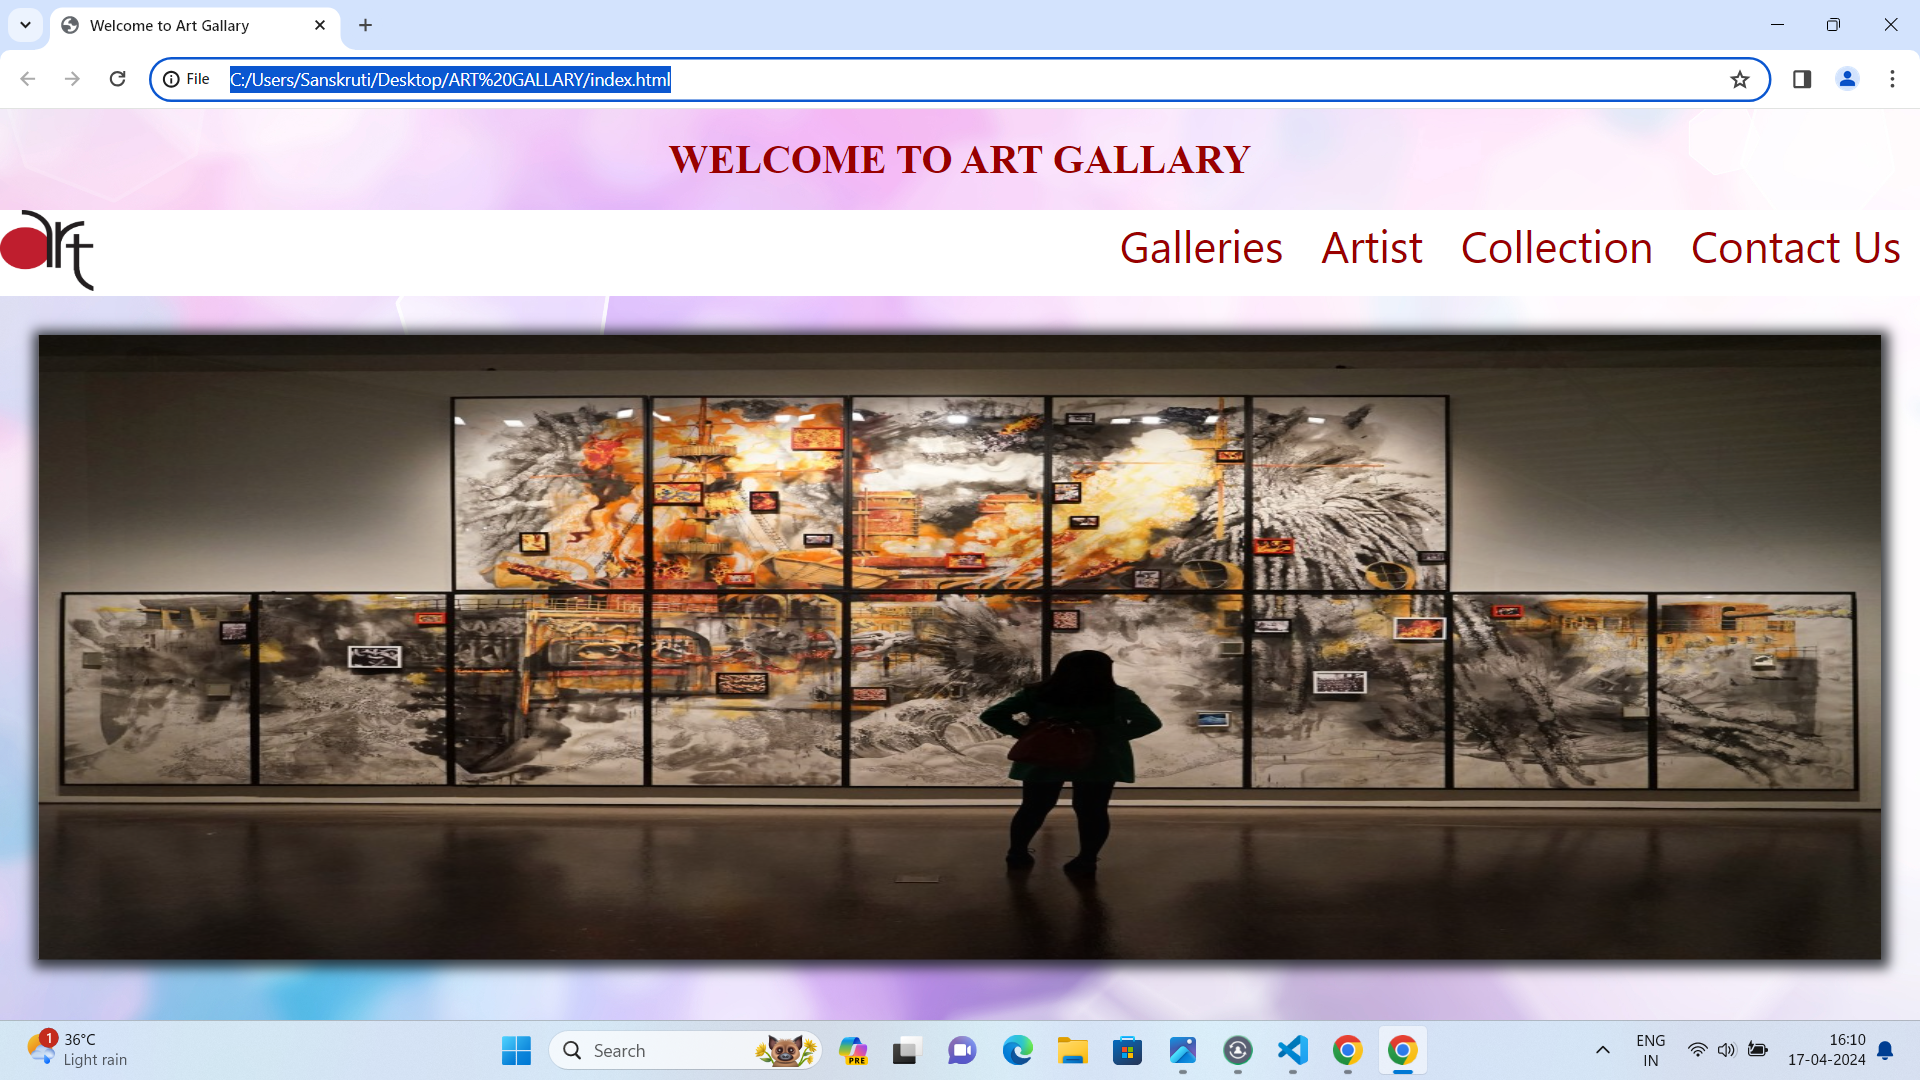 Welcome to Art Gallary
File C:/Users/Sanskruti/Desktop/ART%20GALLARY/index.html
WELCOME TO ART GALLARY
art
Galleries Artist Collection Contact Us
1
36°C
Light rain
Search
PRE
ENG
IN
16:10
17-04-2024